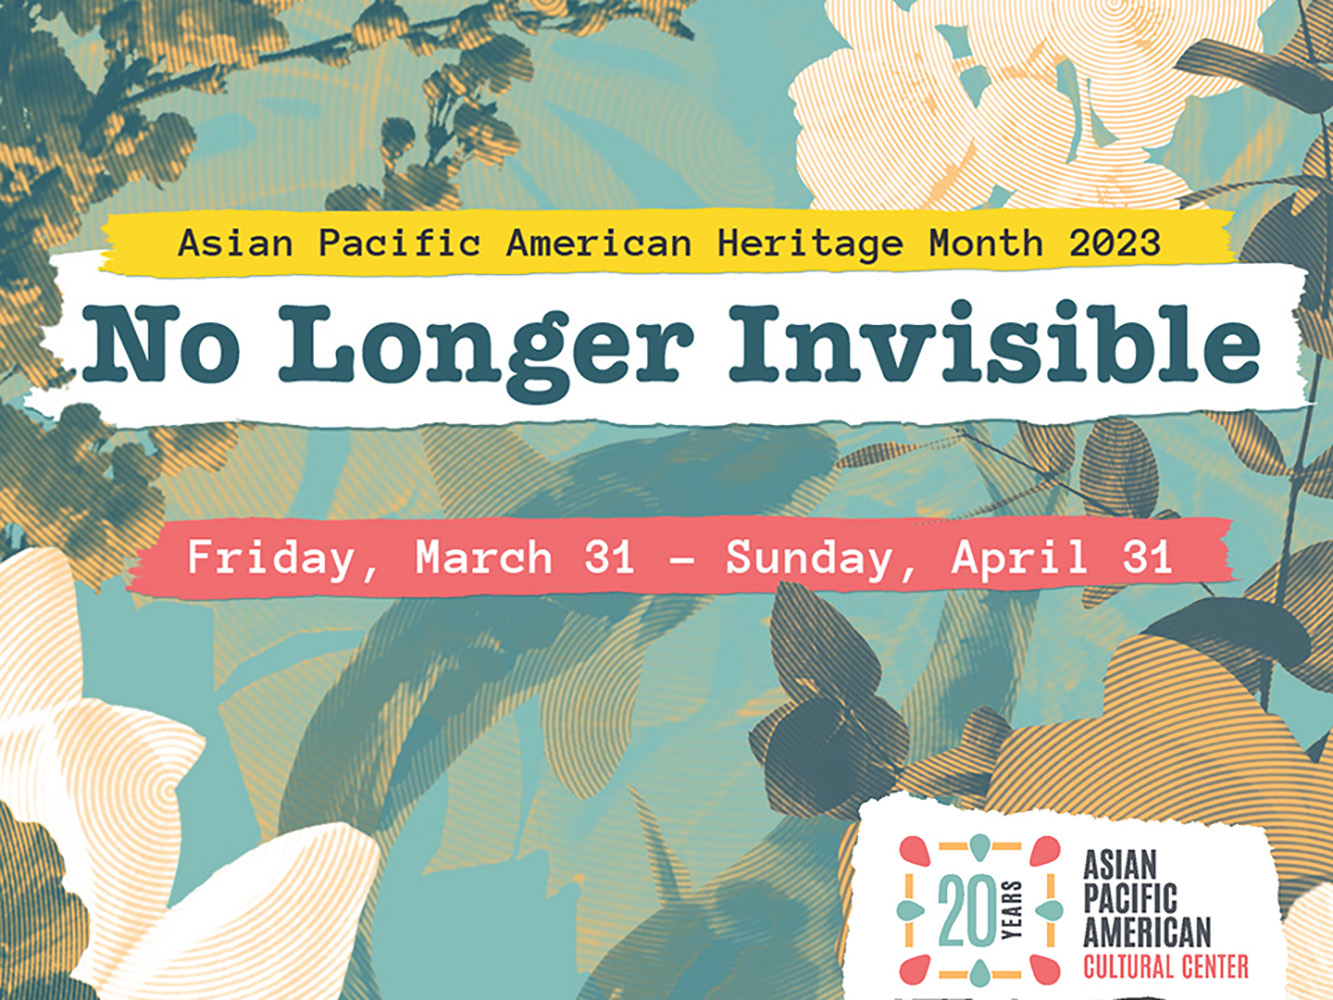 Asian Pacific American Heritage Month 2023
No Longer Invisible
Friday, March 31 – Sunday, April 31
20 YEARS
ASIAN
PACIFIC
AMERICAN
CULTURAL CENTER